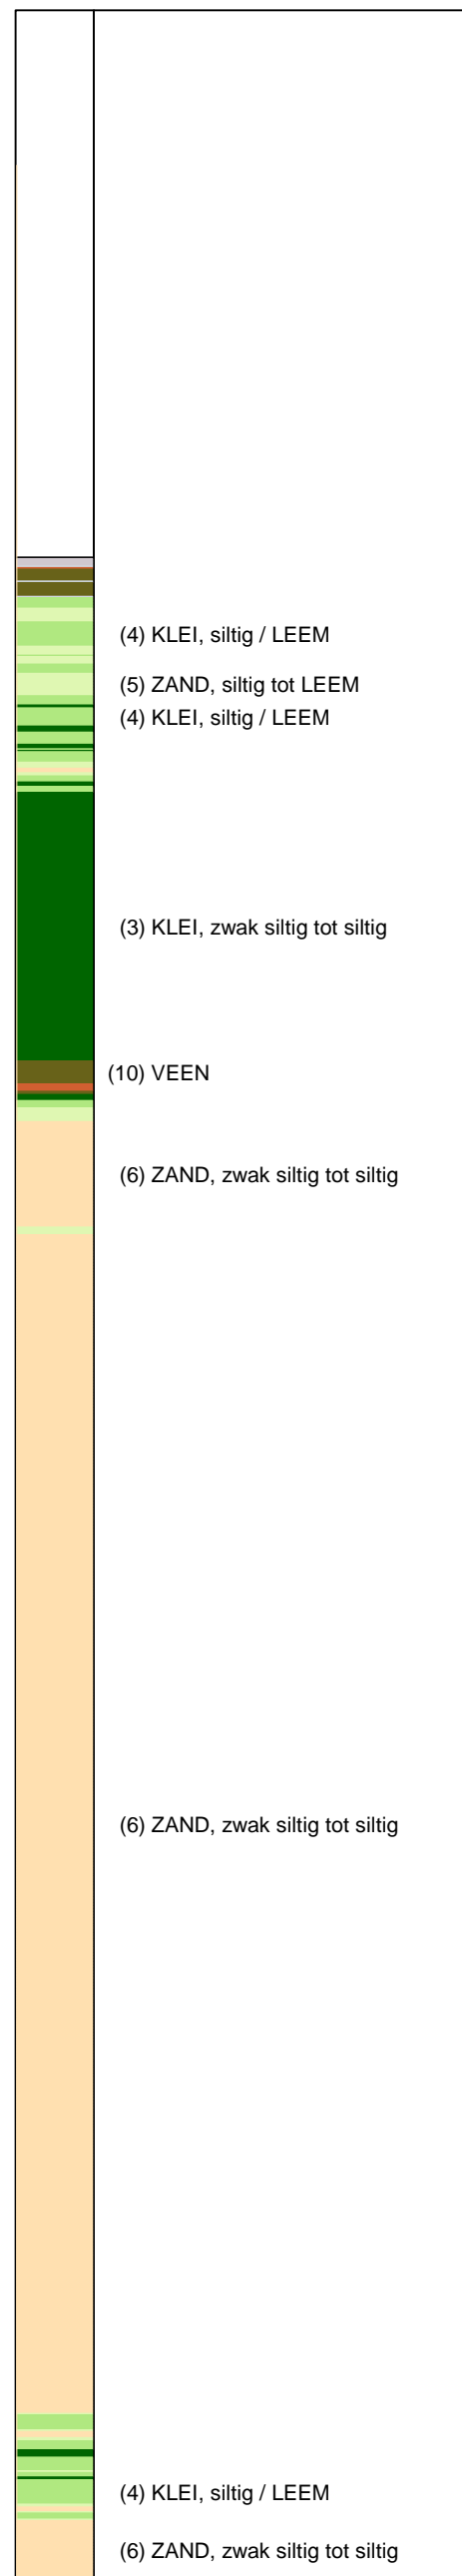 (4) KLEI, siltig / LEEM
(5) ZAND, siltig tot LEEM
(4) KLEI, siltig / LEEM
(3) KLEI, zwak siltig tot siltig
(10) VEEN
(6) ZAND, zwak siltig tot siltig
(6) ZAND, zwak siltig tot siltig
(4) KLEI, siltig / LEEM
(6) ZAND, zwak siltig tot siltig